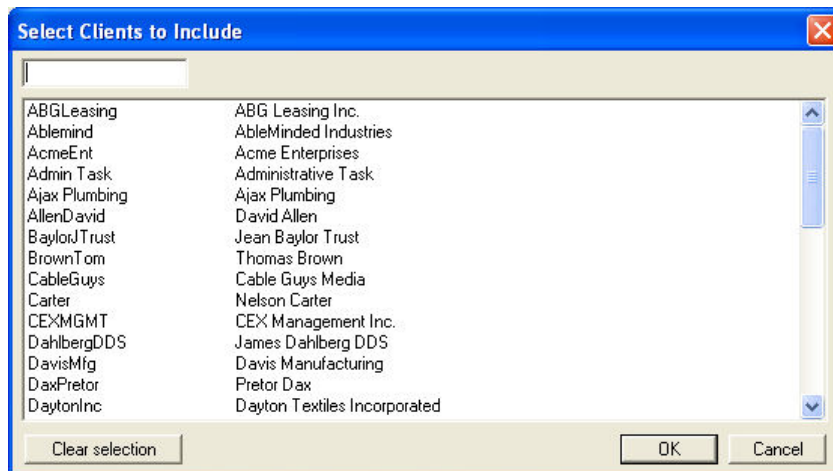 Select Clients to Include
ABGLeasing ABG Leasing Inc.
Ablemind AbleMinded Industries
AcmeEnt Acme Enterprises
Admin Task Administrative Task
Ajax Plumbing Ajax Plumbing
AllenDavid David Allen
BaylorJTrust Jean Baylor Trust
BrownTom Thomas Brown
CableGuys Cable Guys Media
Carter Nelson Carter
CEXMGMT CEX Management Inc.
DahlbergDDS James Dahlberg DDS
DavisMfg Davis Manufacturing
DaxPretor Pretor Dax
DaytonInc Dayton Textiles Incorporated
Clear selection OK Cancel